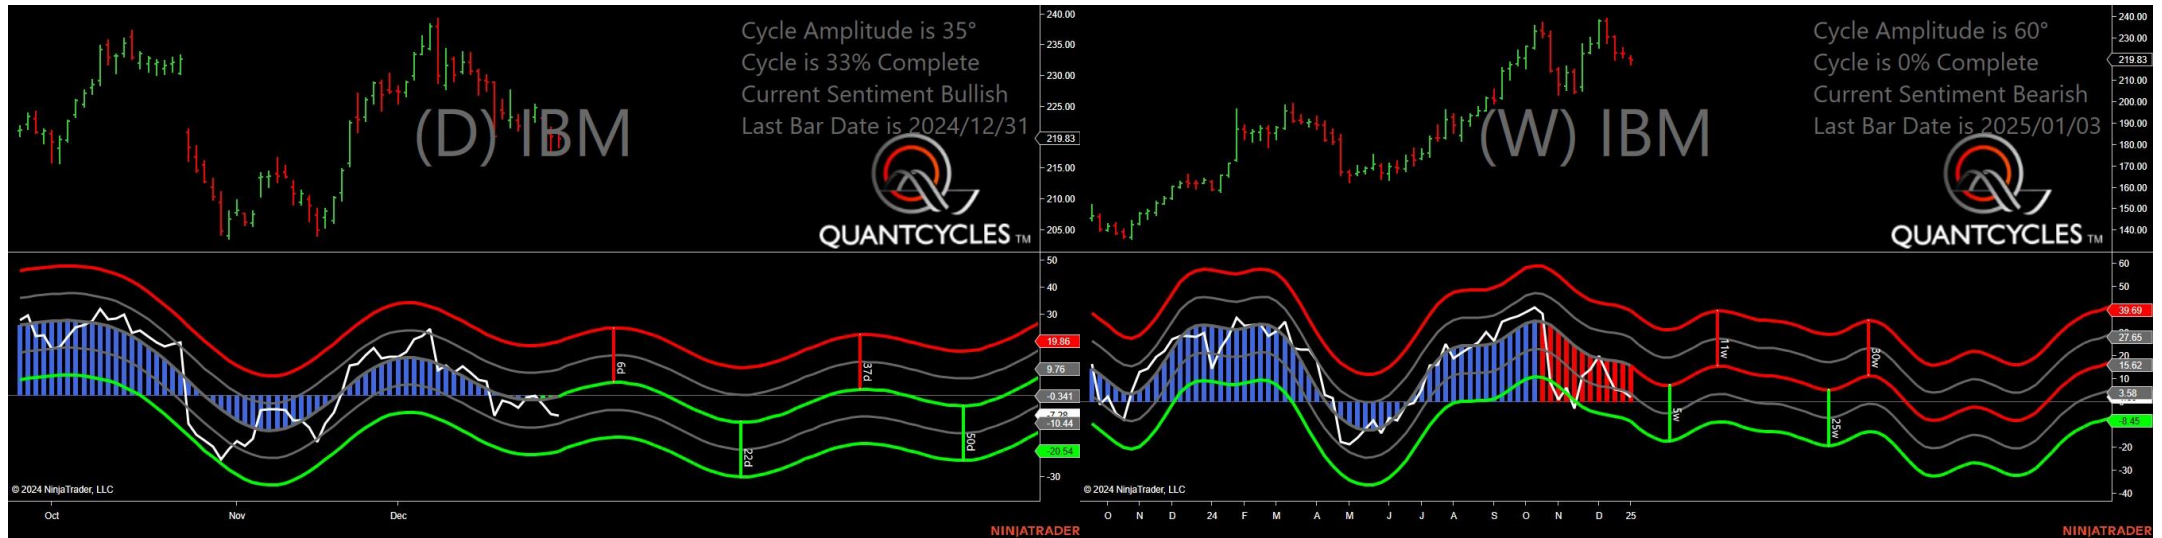 Cycle Amplitude is 35°
Cycle is 33% Complete
Current Sentiment Bullish
Last Bar Date is 2024/12/31
(D) IBM
QUANTCYCLES TM
240.00
235.00
230.00
225.00
219.83
215.00
210.00
205.00
50
40
30
19.86
9.76
-0.341
-7.28
-10.44
-20.54
-30
6d
22d
37d
50d
© 2024 NinjaTrader, LLC
Oct Nov Dec
NINJATRADER
Cycle Amplitude is 60°
Cycle is 0% Complete
Current Sentiment Bearish
Last Bar Date is 2025/01/03
(W) IBM
QUANTCYCLES TM
240.00
230.00
219.83
210.00
200.00
190.00
180.00
170.00
160.00
150.00
140.00
60
50
39.69
27.65
20
15.62
10
3.58
-8.45
-20
-30
-40
5w
11w
25w
30w
© 2024 NinjaTrader, LLC
O N D 24 F M A M J J A S O N D 25
NINJATRADER